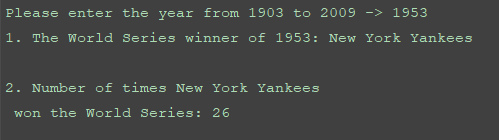 Please enter the year from 1903 to 2009 -> 1953
1. The World Series winner of 1953: New York Yankees
2. Number of times New York Yankees
won the World Series: 26